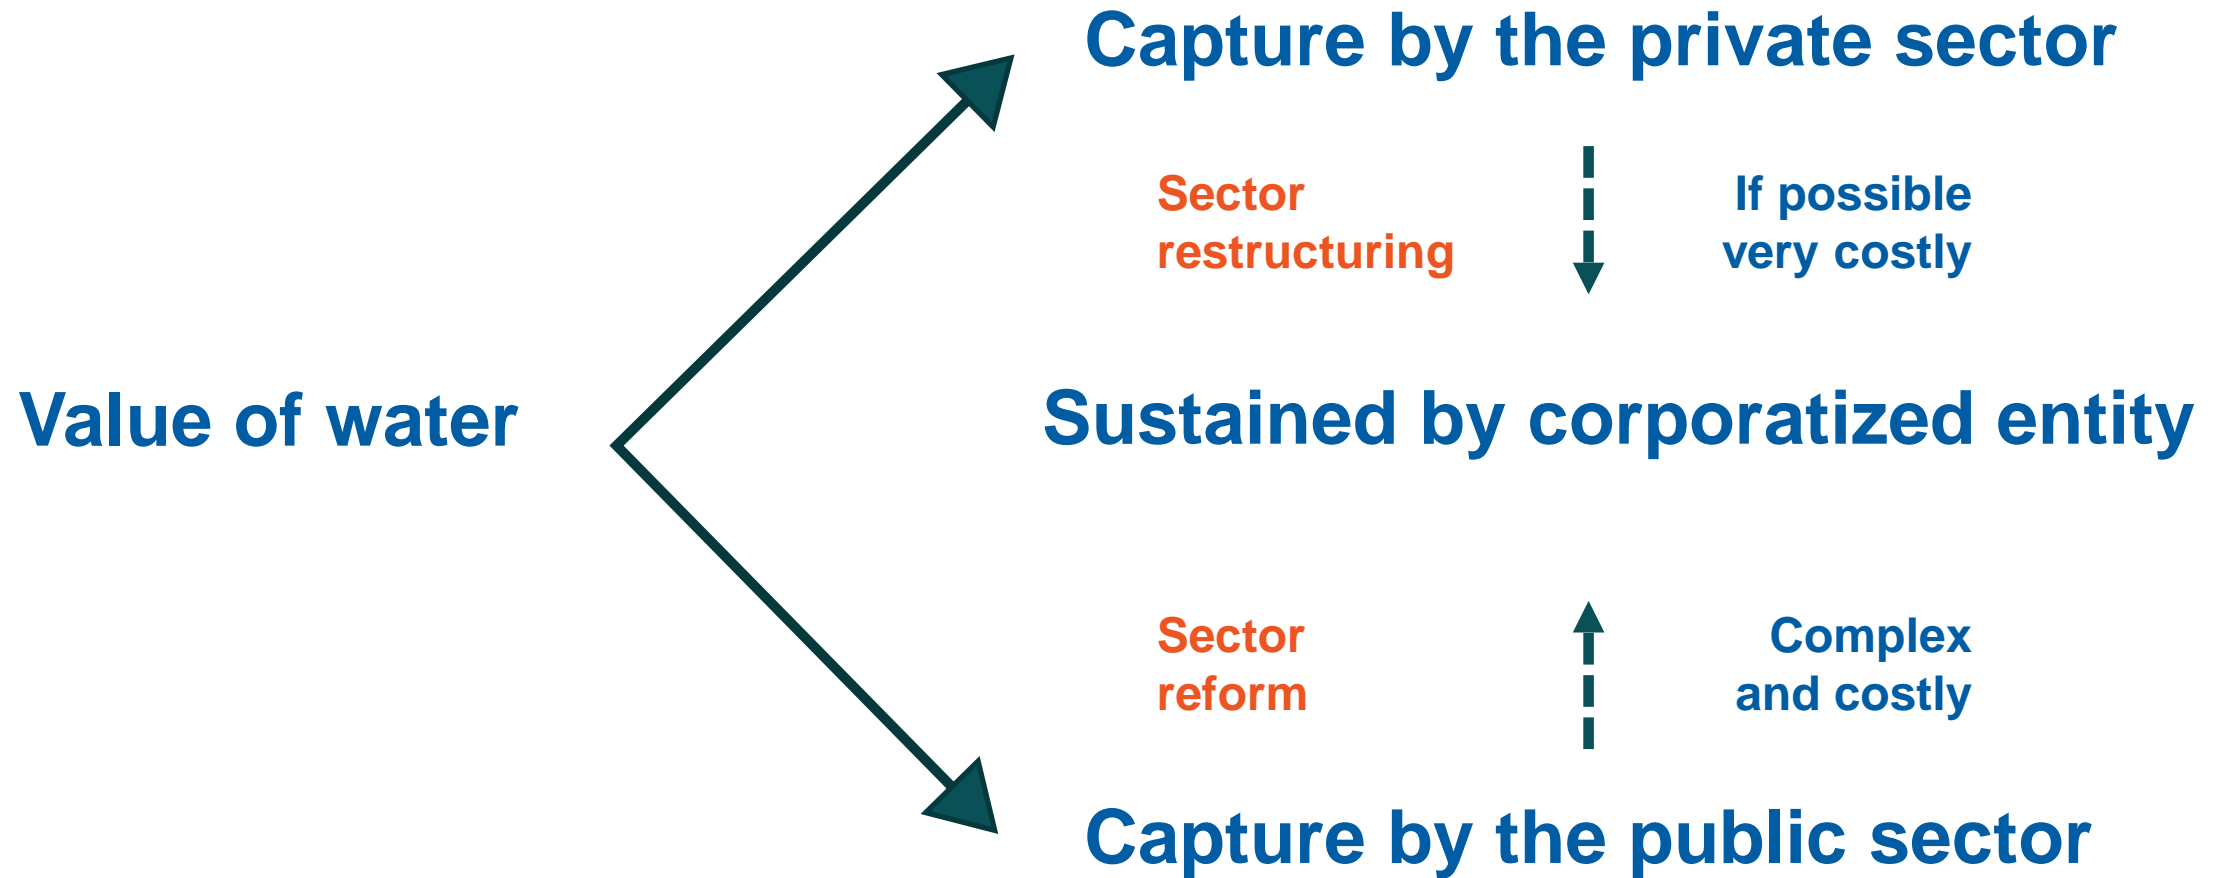 Capture by the private sector
Sector
restructuring
If possible
very costly
Value of water
Sustained by corporatized entity
Sector
reform
Complex
and costly
Capture by the public sector